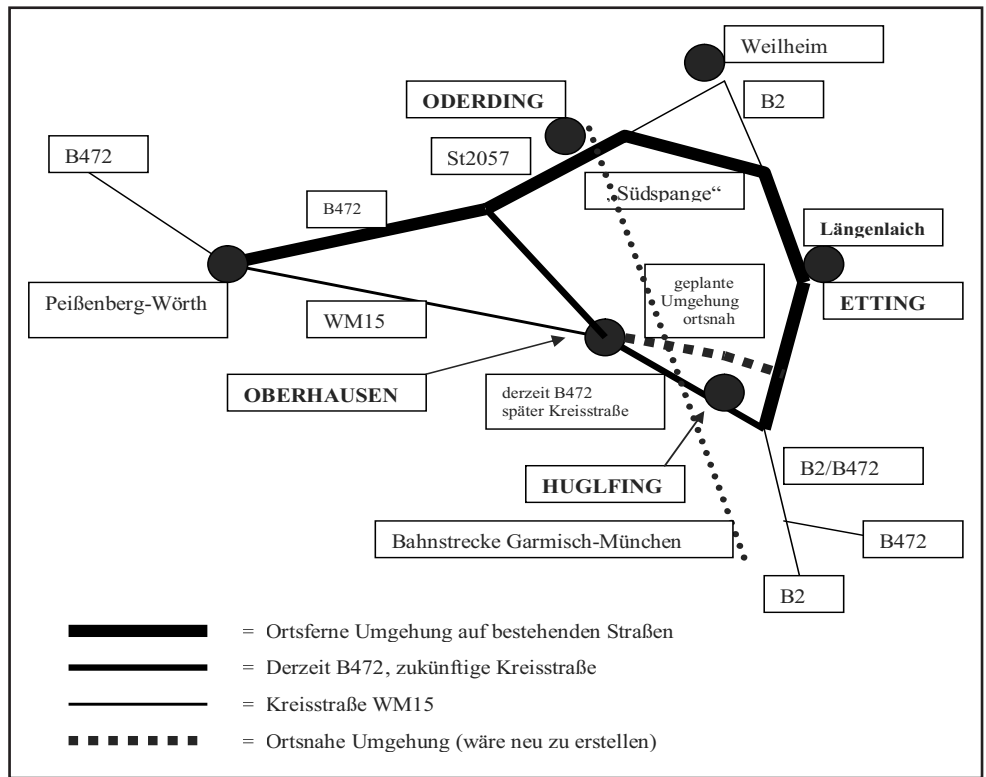 Weilheim
ODERDING
B2
B472
St2057
B472
Südspange“
Längenlaich
Peißenberg-Wörth
geplante
Umgehung
ortsnah
ETTING
WM15
OBERHAUSEN
derzeit B472
später Kreisstraße
B2/B472
HUGLFING
Bahnstrecke Garmisch-München
B472
B2
= Ortsferne Umgehung auf bestehenden Straßen
= Derzeit B472, zukünftige Kreisstraße
= Kreisstraße WM15
= Ortsnahe Umgehung (wäre neu zu erstellen)